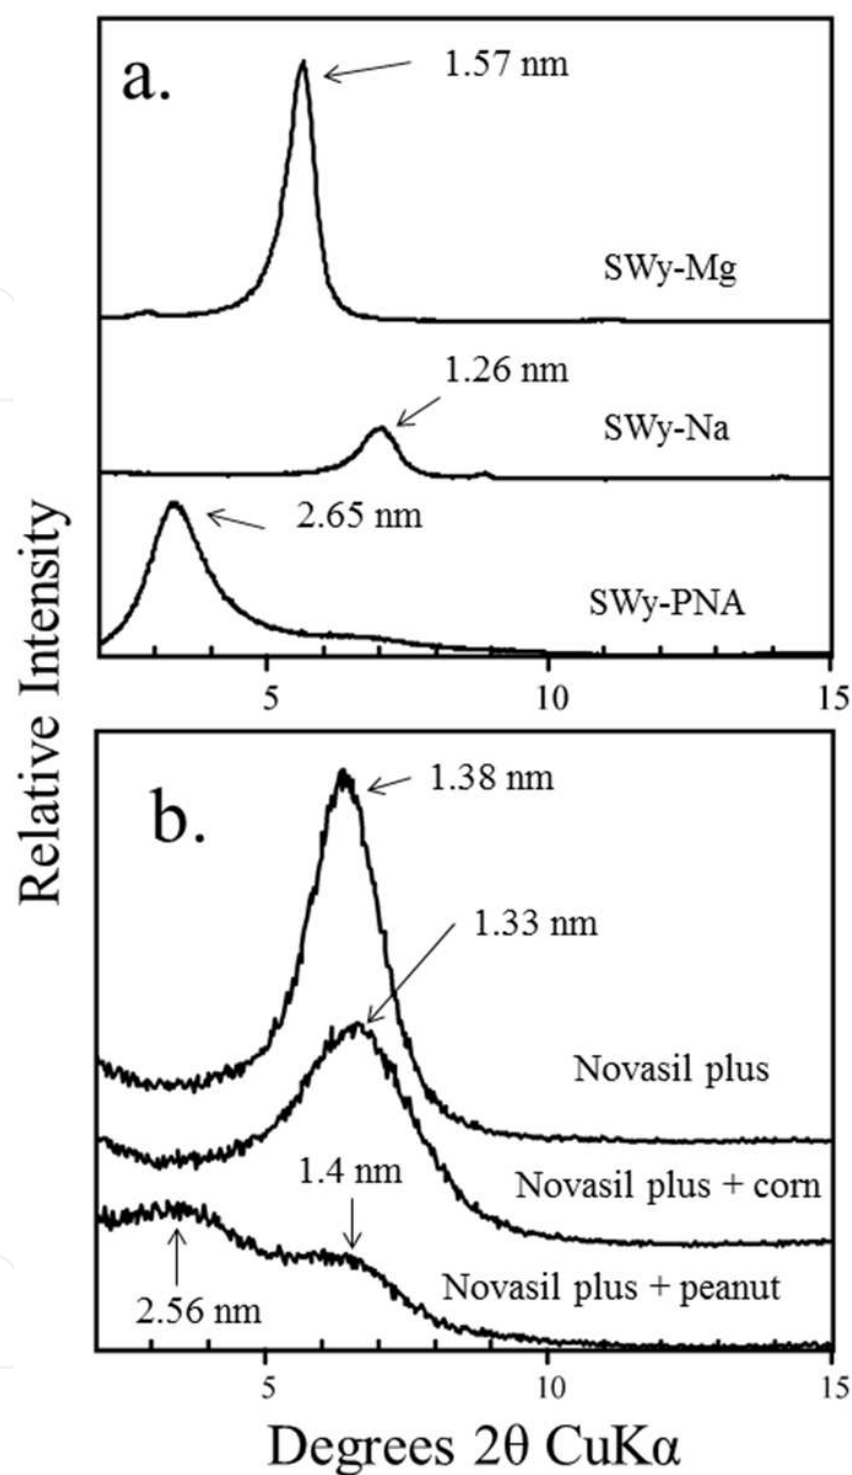 a.
1.57 nm
SWy-Mg
1.26 nm
SWy-Na
2.65 nm
SWy-PNA
5 10 15
Relative Intensity
b.
1.38 nm
1.33 nm
Novasil plus
1.4 nm
Novasil plus + corn
Novasil plus + peanut
2.56 nm
5 10 15
Degrees 2θ CuKα